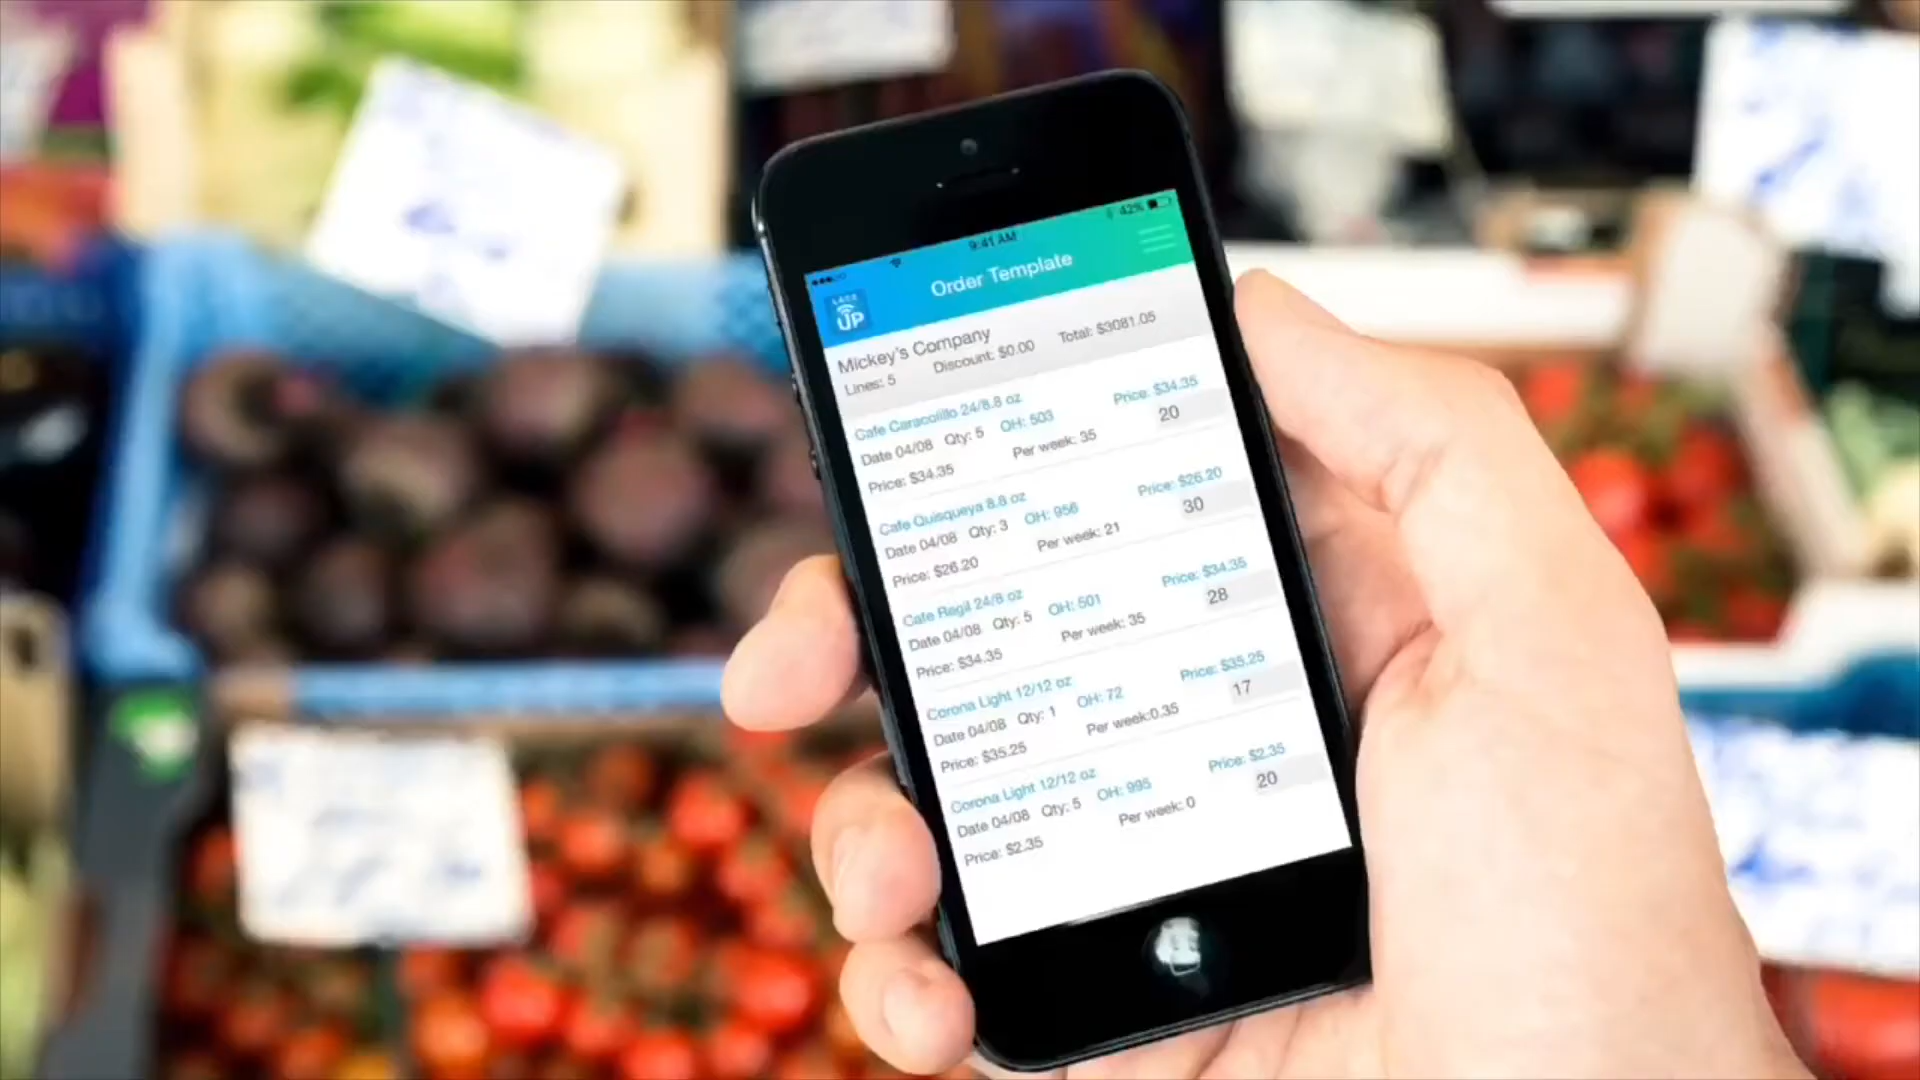 9:41 AM
42%
LACE
UP
Order Template
Mickey's Company
Lines: 5 Discount: $0.00 Total: $3081.05
Cafe Caracolillo 24/8.8 oz
Date 04/08 Qty: 5 OH: 503 Price: $34.35
Price: $34.35 Per week: 35 20
Cafe Quisqueya 8.8 oz
Date 04/08 Qty: 3 OH: 956 Price: $26.20
Price: $26.20 Per week: 21 30
Cafe Regil 24/8 oz
Date 04/08 Qty: 5 OH: 501 Price: $34.35
Price: $34.35 Per week: 35 28
Corona Light 12/12 oz
Date 04/08 Qty: 1 OH: 72 Price: $35.25
Price: $35.25 Per week:0.35 17
Corona Light 12/12 oz
Date 04/08 Qty: 5 OH: 995 Price: $2.35
Price: $2.35 Per week: 0 20